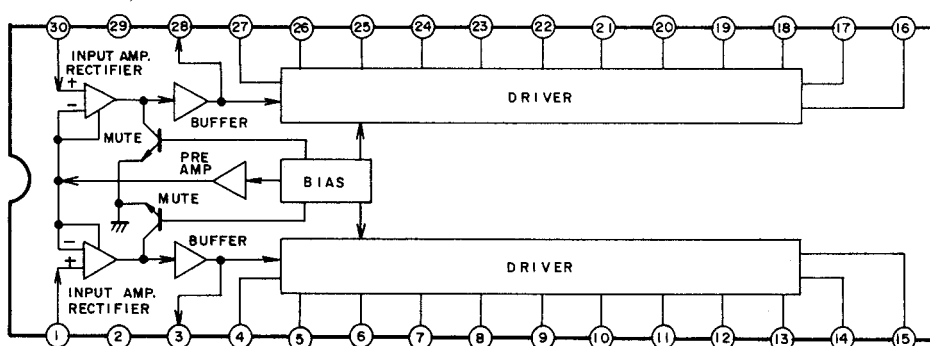 30 29 28 27 26 25 24 23 22 21 20 19 18 17 16
INPUT AMP.
RECTIFIER
+
−
DRIVER
BUFFER
MUTE
PRE
AMP
BIAS
MUTE
BUFFER
−
+
DRIVER
INPUT AMP.
RECTIFIER
1 2 3 4 5 6 7 8 9 10 11 12 13 14 15